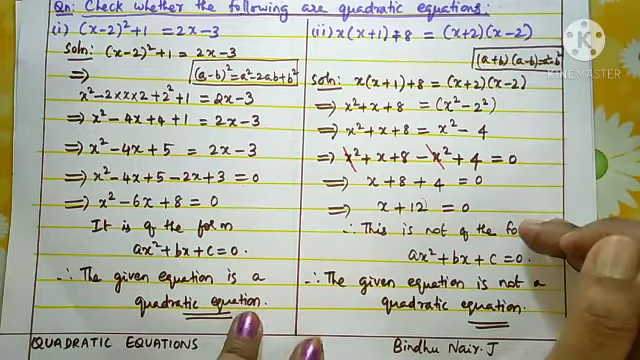 Qn: Check whether the following are quadratic equations:
(i) (x-2)²+1 = 2x-3
Soln: (x-2)²+1 = 2x-3
⇒ (a-b)² = a²-2ab+b²
x²-2×x×2+2²+1 = 2x-3
⇒ x²-4x+4+1 = 2x-3
⇒ x²-4x+5 = 2x-3
⇒ x²-4x+5-2x+3 = 0
⇒ x²-6x+8 = 0
It is of the form
ax²+bx+c=0.
∴ The given equation is a
quadratic equation.
(ii) x(x+1)+8 = (x+2)(x-2)
(a+b)(a-b)=a²-b²
Soln: x(x+1)+8 = (x+2)(x-2)
⇒ x²+x+8 = (x²-2²)
⇒ x²+x+8 = x²-4
⇒ x²+x+8-x²+4 = 0
⇒ x+8+4 = 0
⇒ x+12 = 0
∴ This is not of the
ax²+bx+c=0.
∴ The given equation is not a
quadratic equation.
QUADRATIC EQUATIONS
Bindhu Nair. J
KINEMASTER